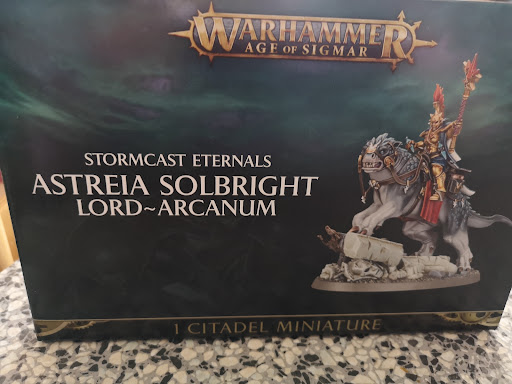 WARHAMMER
AGE OF SIGMAR
STORMCAST ETERNALS
ASTREIA SOLBRIGHT
LORD~ARCANUM
1 CITADEL MINIATURE